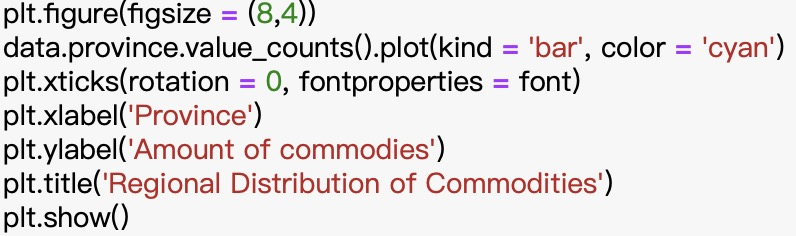 plt.figure(figsize = (8,4))
data.province.value_counts().plot(kind = 'bar', color = 'cyan')
plt.xticks(rotation = 0, fontproperties = font)
plt.xlabel('Province')
plt.ylabel('Amount of commodies')
plt.title('Regional Distribution of Commodities')
plt.show()